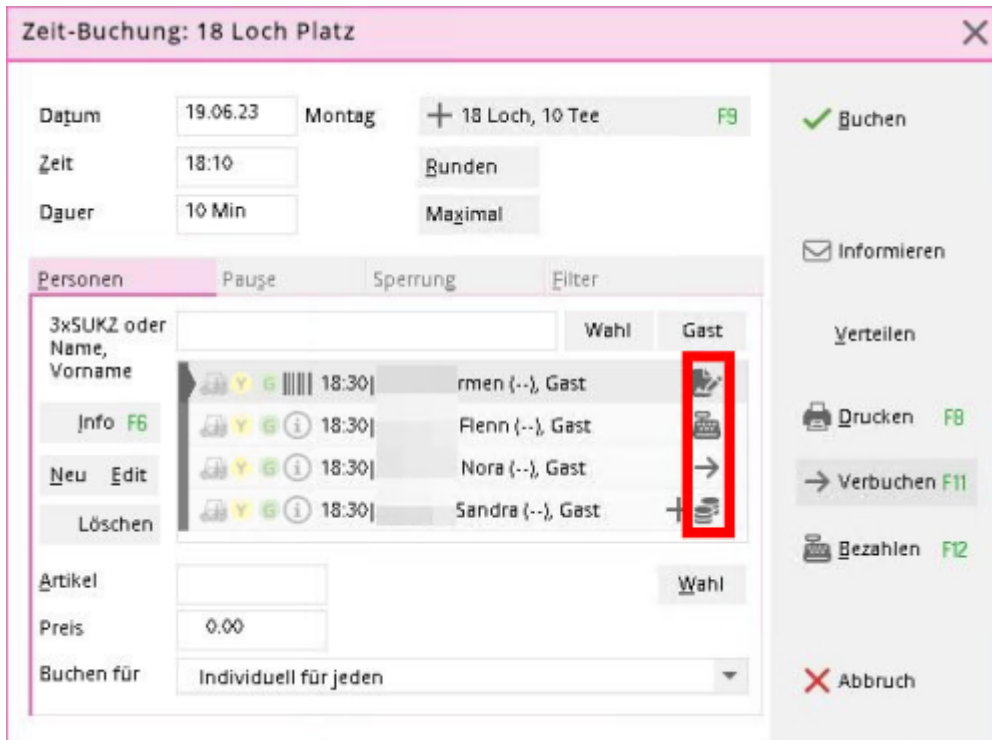 Zeit-Buchung: 18 Loch Platz
Datum 19.06.23 Montag 18 Loch, 10 Tee F9
Buchen
Zeit 18:10 Runden
Dauer 10 Min Maximal
Informieren
Personen Pause Sperrung Filter
3xSUKZ oder
Name,
Vorname
Wahl Gast
Verteilen
Y G 18:30| rmen (--), Gast
Info F6
Y G i 18:30| Flenn (--), Gast
Drucken F8
Neu Edit
Y G i 18:30| Nora (--), Gast
Verbuchen F11
Löschen
Y G i 18:30| Sandra (--), Gast +
Bezahlen F12
Artikel Wahl
Preis 0.00
Buchen für Individuell für jeden
Abbruch